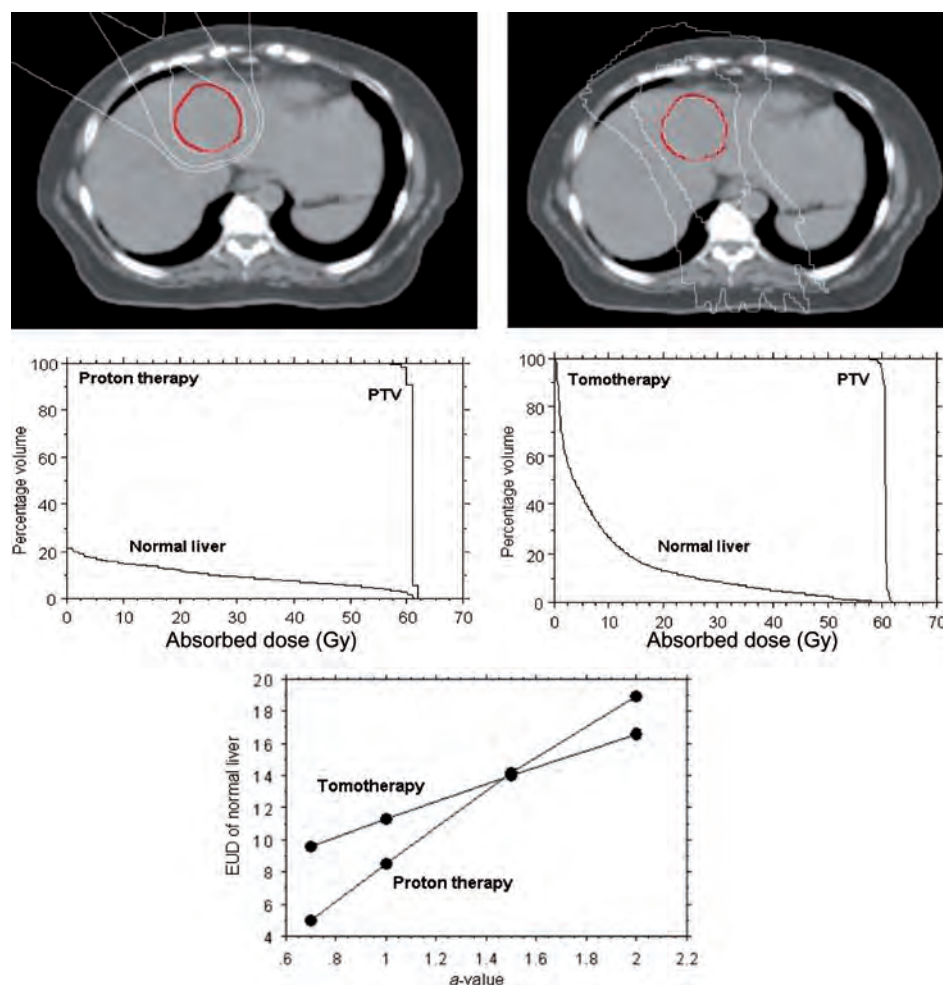 100
80
60
40
20
0
Percentage volume
Proton therapy
PTV
Normal liver
0 10 20 30 40 50 60 70
Absorbed dose (Gy)
100
80
60
40
20
0
Percentage volume
Tomotherapy
PTV
Normal liver
0 10 20 30 40 50 60 70
Absorbed dose (Gy)
20
18
16
14
12
10
8
6
4
EUD of normal liver
Tomotherapy
Proton therapy
.6 .8 1 1.2 1.4 1.6 1.8 2 2.2
a-value